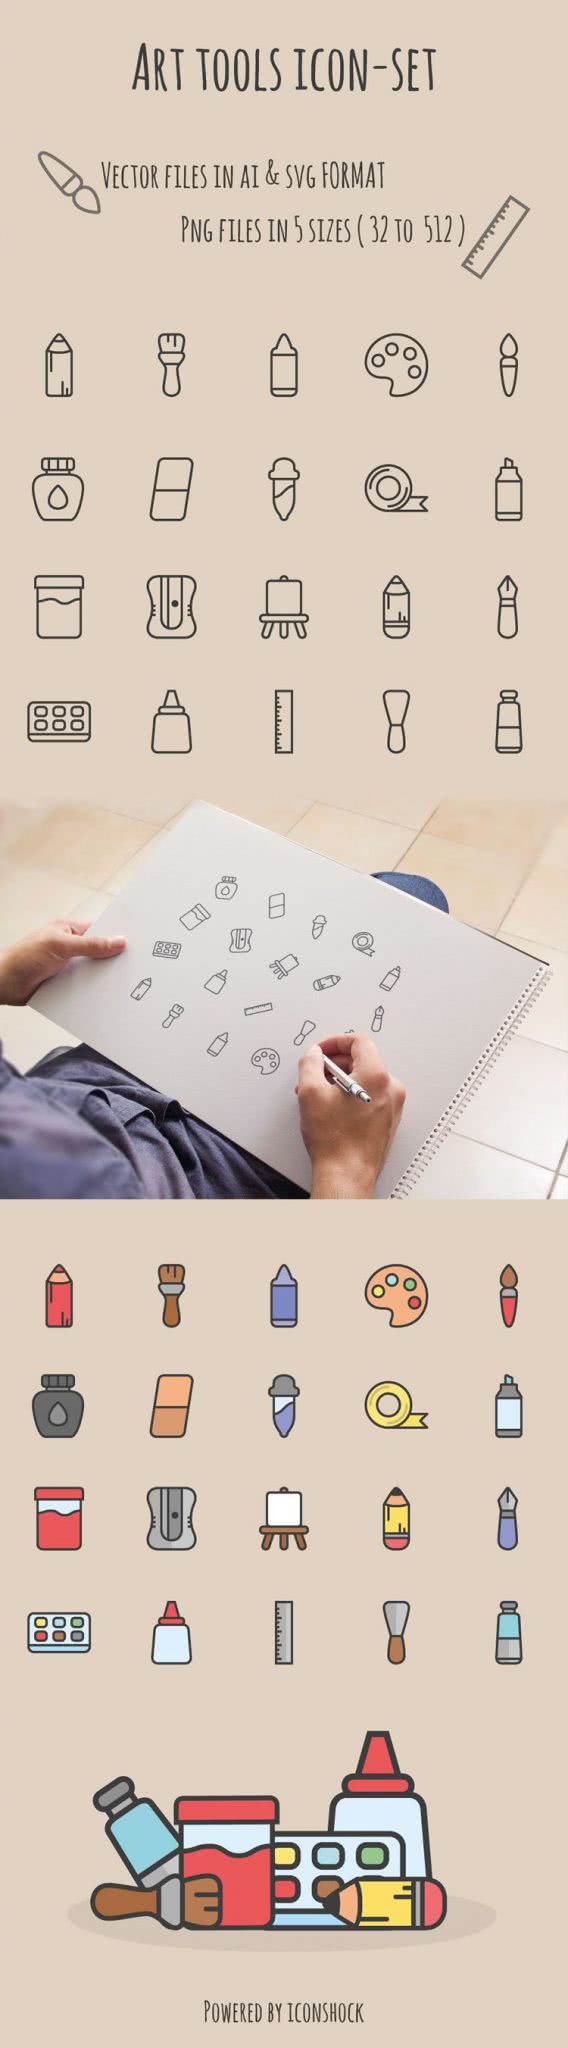 ART TOOLS ICON-SET
VECTOR FILES IN AI & SVG FORMAT
PNG FILES IN 5 SIZES ( 32 TO 512 )
POWERED BY ICONSHOCK